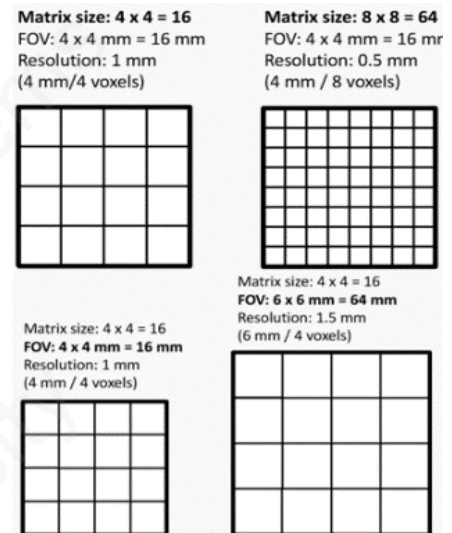 Matrix size: 4 x 4 = 16
FOV: 4 x 4 mm = 16 mm
Resolution: 1 mm
(4 mm/4 voxels)
Matrix size: 8 x 8 = 64
FOV: 4 x 4 mm = 16 mr
Resolution: 0.5 mm
(4 mm / 8 voxels)
Matrix size: 4 x 4 = 16
FOV: 4 x 4 mm = 16 mm
Resolution: 1 mm
(4 mm / 4 voxels)
Matrix size: 4 x 4 = 16
FOV: 6 x 6 mm = 64 mm
Resolution: 1.5 mm
(6 mm / 4 voxels)